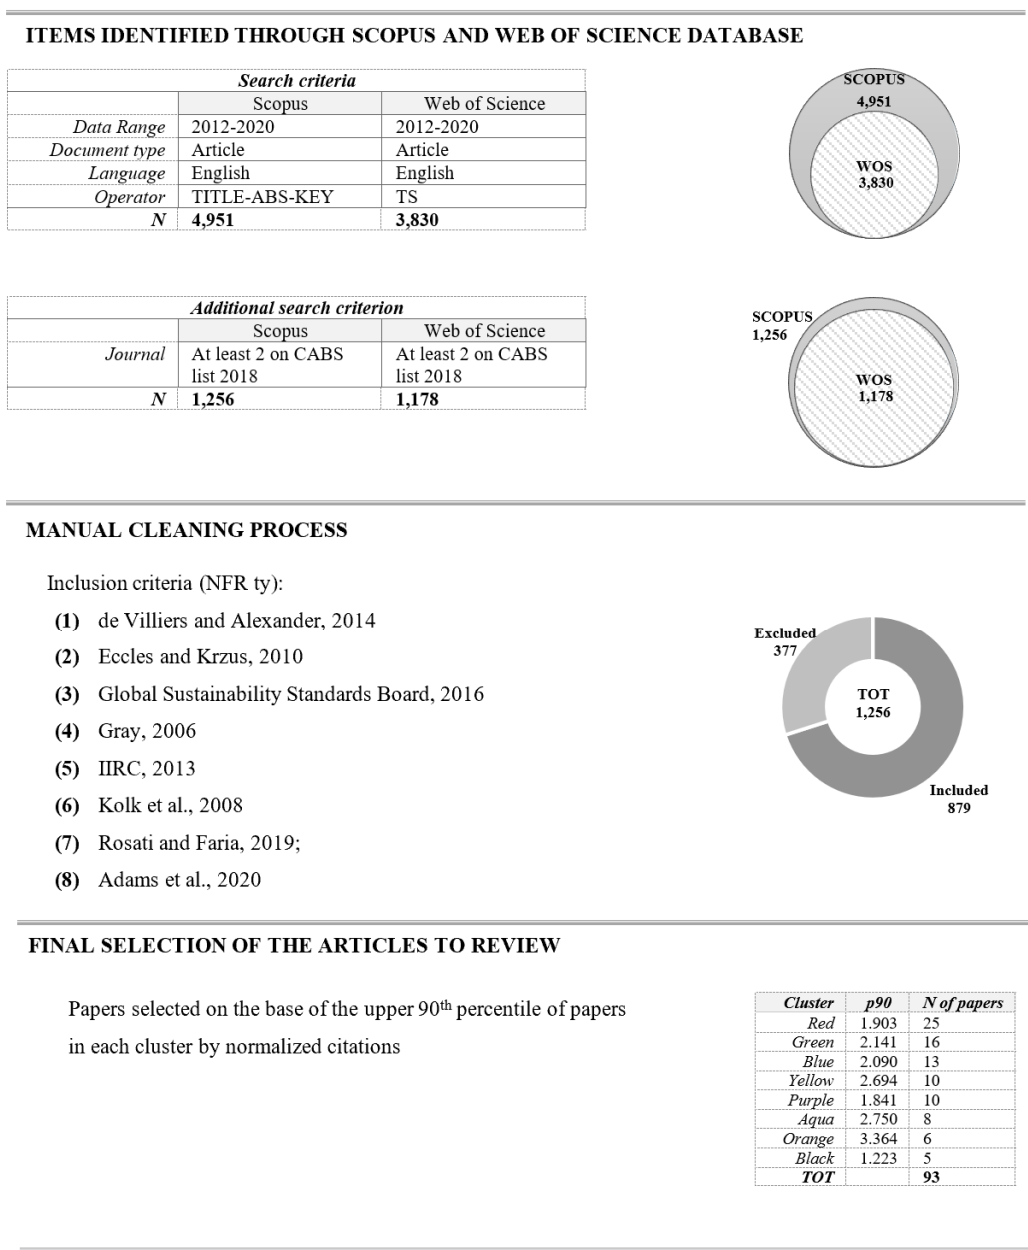 ITEMS IDENTIFIED THROUGH SCOPUS AND WEB OF SCIENCE DATABASE
Search criteria
Scopus Web of Science
Data Range 2012-2020 2012-2020
Document type Article Article
Language English English
Operator TITLE-ABS-KEY TS
N 4,951 3,830
SCOPUS
4,951
WOS
3,830
Additional search criterion
Scopus Web of Science
Journal At least 2 on CABS At least 2 on CABS
list 2018 list 2018
N 1,256 1,178
SCOPUS
1,256
WOS
1,178
MANUAL CLEANING PROCESS
Inclusion criteria (NFR ty):
(1) de Villiers and Alexander, 2014
(2) Eccles and Krzus, 2010
(3) Global Sustainability Standards Board, 2016
(4) Gray, 2006
(5) IIRC, 2013
(6) Kolk et al., 2008
(7) Rosati and Faria, 2019;
(8) Adams et al., 2020
Excluded
377
TOT
1,256
Included
879
FINAL SELECTION OF THE ARTICLES TO REVIEW
Papers selected on the base of the upper 90th percentile of papers
in each cluster by normalized citations
Cluster p90 N of papers
Red 1.903 25
Green 2.141 16
Blue 2.090 13
Yellow 2.694 10
Purple 1.841 10
Aqua 2.750 8
Orange 3.364 6
Black 1.223 5
TOT 93